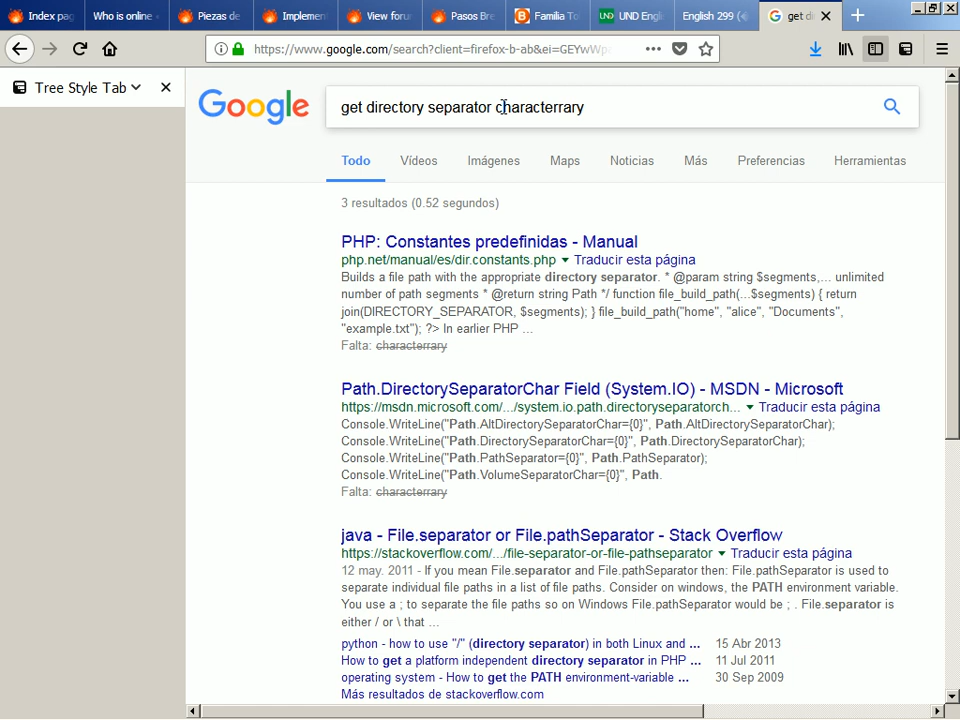 Index pag
Who is online
Piezas de
Implemen
View foru
Pasos Bre
Familia To
UND Engli
English 299 (
get di
https://www.google.com/search?client=firefox-b-ab&ei=GEYwWp
Tree Style Tab
Google
get directory separator characterrary
Todo
Vídeos
Imágenes
Maps
Noticias
Más
Preferencias
Herramientas
3 resultados (0.52 segundos)
PHP: Constantes predefinidas - Manual
php.net/manual/es/dir.constants.php ▼ Traducir esta página
Builds a file path with the appropriate directory separator. * @param string $segments,... unlimited
number of path segments * @return string Path */ function file_build_path(...$segments) { return
join(DIRECTORY_SEPARATOR, $segments); } file_build_path("home", "alice", "Documents",
"example.txt"); ?> In earlier PHP ...
Falta: characterrary
Path.DirectorySeparatorChar Field (System.IO) - MSDN - Microsoft
https://msdn.microsoft.com/.../system.io.path.directoryseparatorch... ▼ Traducir esta página
Console.WriteLine("Path.AltDirectorySeparatorChar={0}", Path.AltDirectorySeparatorChar);
Console.WriteLine("Path.DirectorySeparatorChar={0}", Path.DirectorySeparatorChar);
Console.WriteLine("Path.PathSeparator={0}", Path.PathSeparator);
Console.WriteLine("Path.VolumeSeparatorChar={0}", Path.
Falta: characterrary
java - File.separator or File.pathSeparator - Stack Overflow
https://stackoverflow.com/.../file-separator-or-file-pathseparator ▼ Traducir esta página
12 may. 2011 - If you mean File.separator and File.pathSeparator then: File.pathSeparator is used to
separate individual file paths in a list of file paths. Consider on windows, the PATH environment variable.
You use a ; to separate the file paths so on Windows File.pathSeparator would be ; . File.separator is
either / or \ that ...
python - how to use "/" (directory separator) in both Linux and ... 15 Abr 2013
How to get a platform independent directory separator in PHP ... 11 Jul 2011
operating system - How to get the PATH environment-variable ... 30 Sep 2009
Más resultados de stackoverflow.com